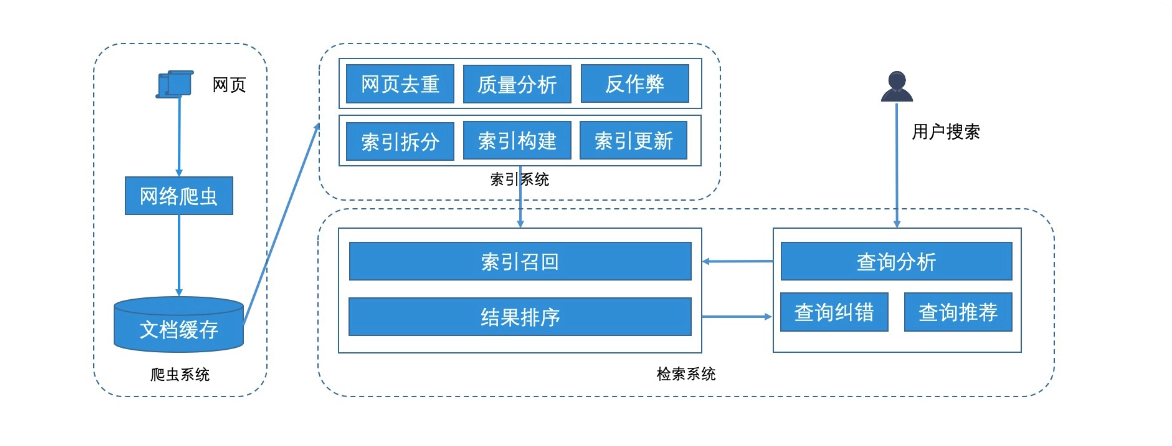 网页
网络爬虫
文档缓存
爬虫系统
网页去重 质量分析 反作弊
索引拆分 索引构建 索引更新
索引系统
用户搜索
索引召回
结果排序
查询分析
查询纠错 查询推荐
检索系统